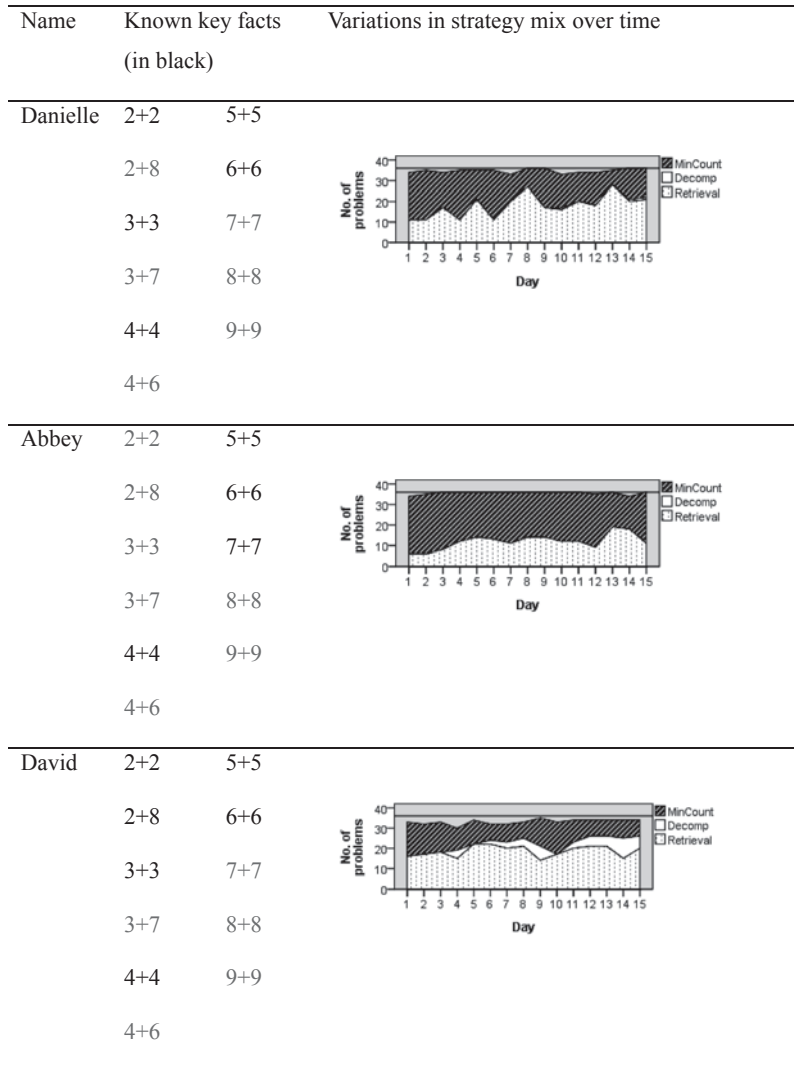 Name Known key facts Variations in strategy mix over time
(in black)
Danielle 2+2 5+5
2+8 6+6
3+3 7+7
3+7 8+8
4+4 9+9
4+6
40
30
20
10
0
No. of
problems
1 2 3 4 5 6 7 8 9 10 11 12 13 14 15
Day
MinCount
Decomp
Retrieval
Abbey 2+2 5+5
2+8 6+6
3+3 7+7
3+7 8+8
4+4 9+9
4+6
40
30
20
10
0
No. of
problems
1 2 3 4 5 6 7 8 9 10 11 12 13 14 15
Day
MinCount
Decomp
Retrieval
David 2+2 5+5
2+8 6+6
3+3 7+7
3+7 8+8
4+4 9+9
4+6
40
30
20
10
0
No. of
problems
1 2 3 4 5 6 7 8 9 10 11 12 13 14 15
Day
MinCount
Decomp
Retrieval